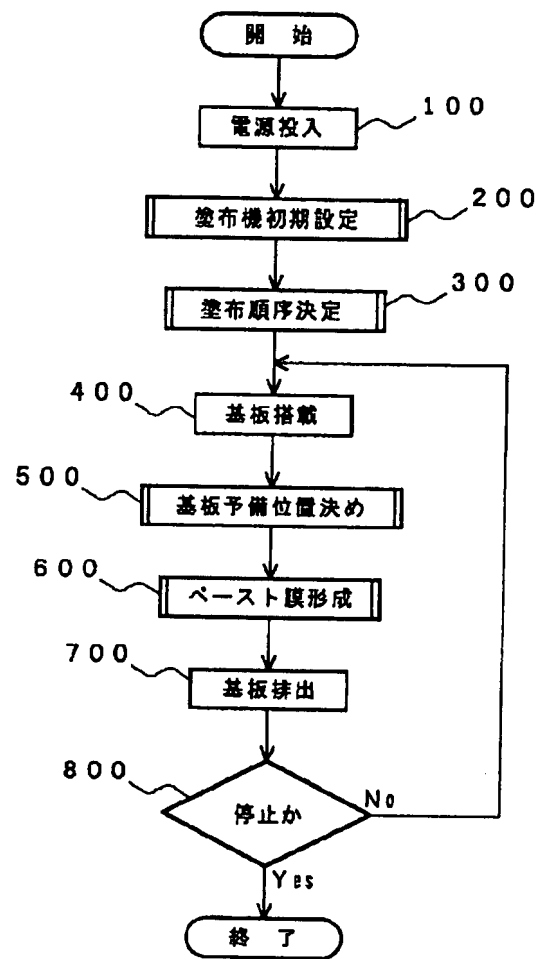 開 始
電源投入
100
塗布機初期設定
200
塗布順序決定
300
400
基板搭載
500
基板予備位置決め
600
ペースト膜形成
700
基板排出
800
停止か
No
Yes
終 了